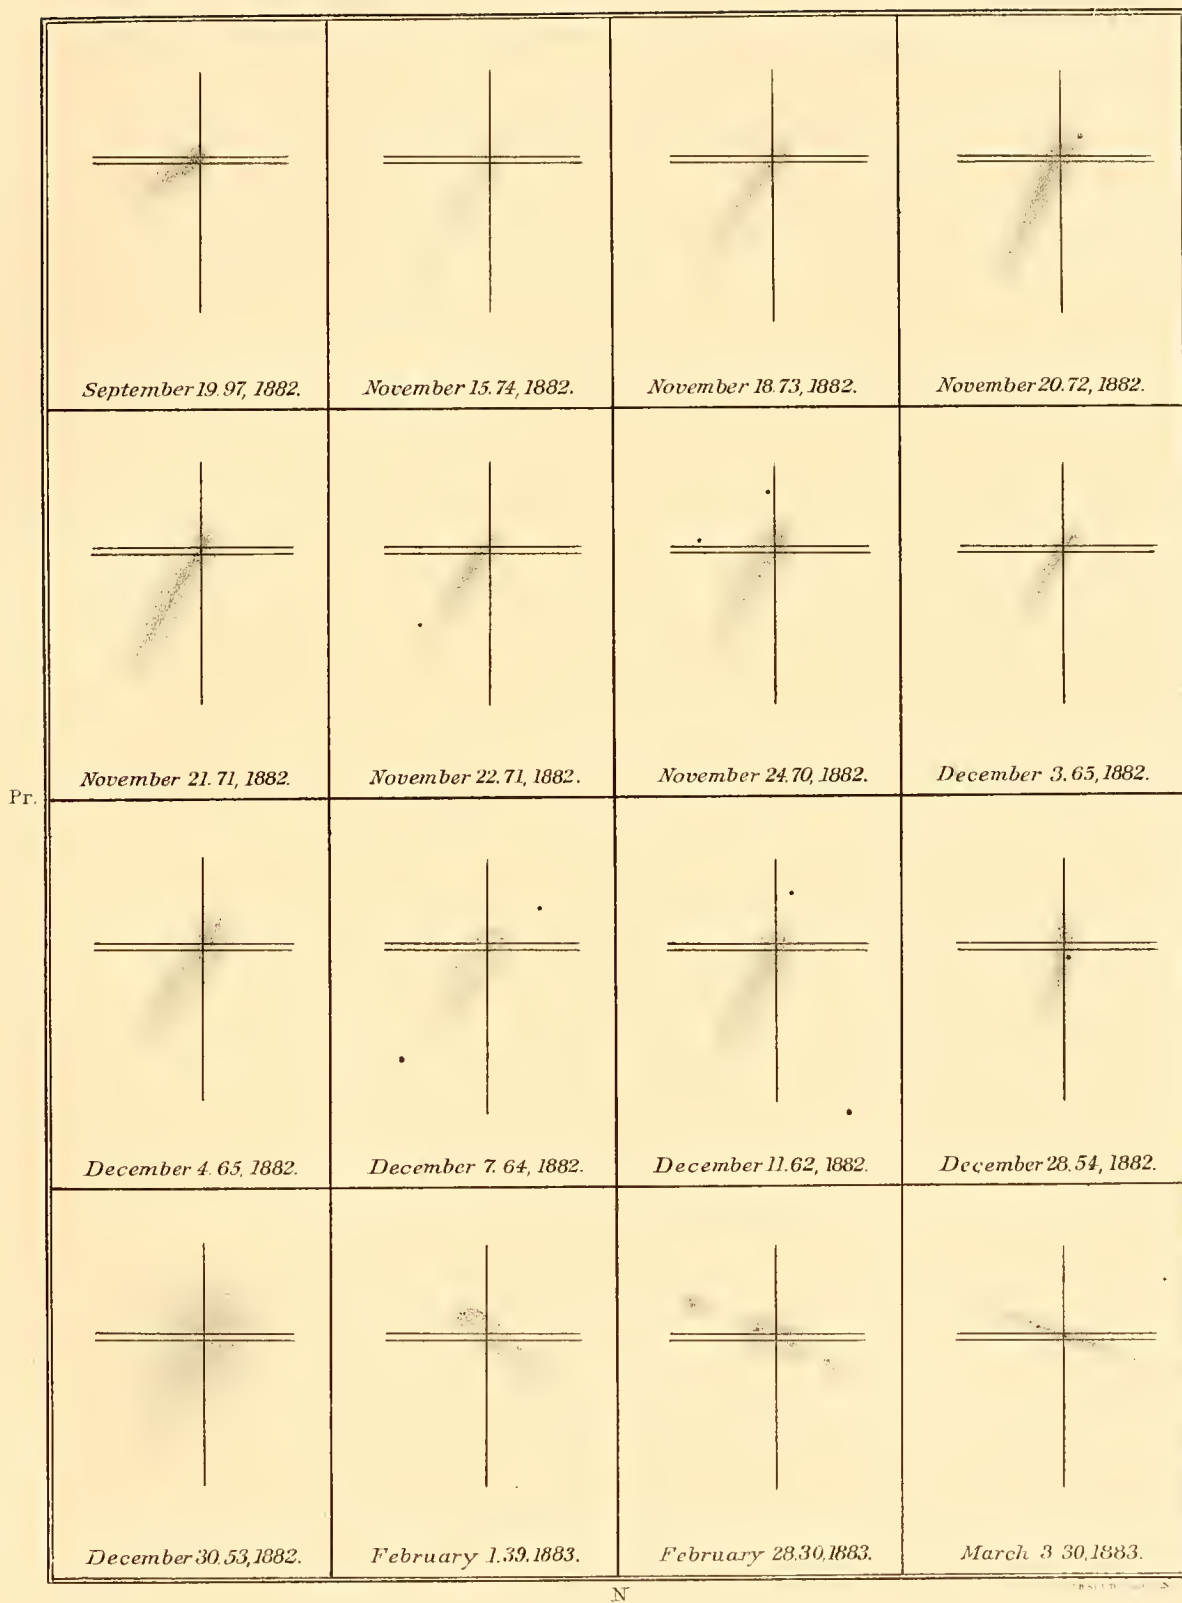 September 19.97, 1882.
November 15.74, 1882.
November 18.73, 1882.
November 20.72, 1882.
November 21.71, 1882.
November 22.71, 1882.
November 24.70, 1882.
December 3.65, 1882.
Pr.
December 4.65, 1882.
December 7.64, 1882.
December 11.62, 1882.
December 28.54, 1882.
December 30.53, 1882.
February 1.39, 1883.
February 28.30, 1883.
March 3 30, 1883.
N